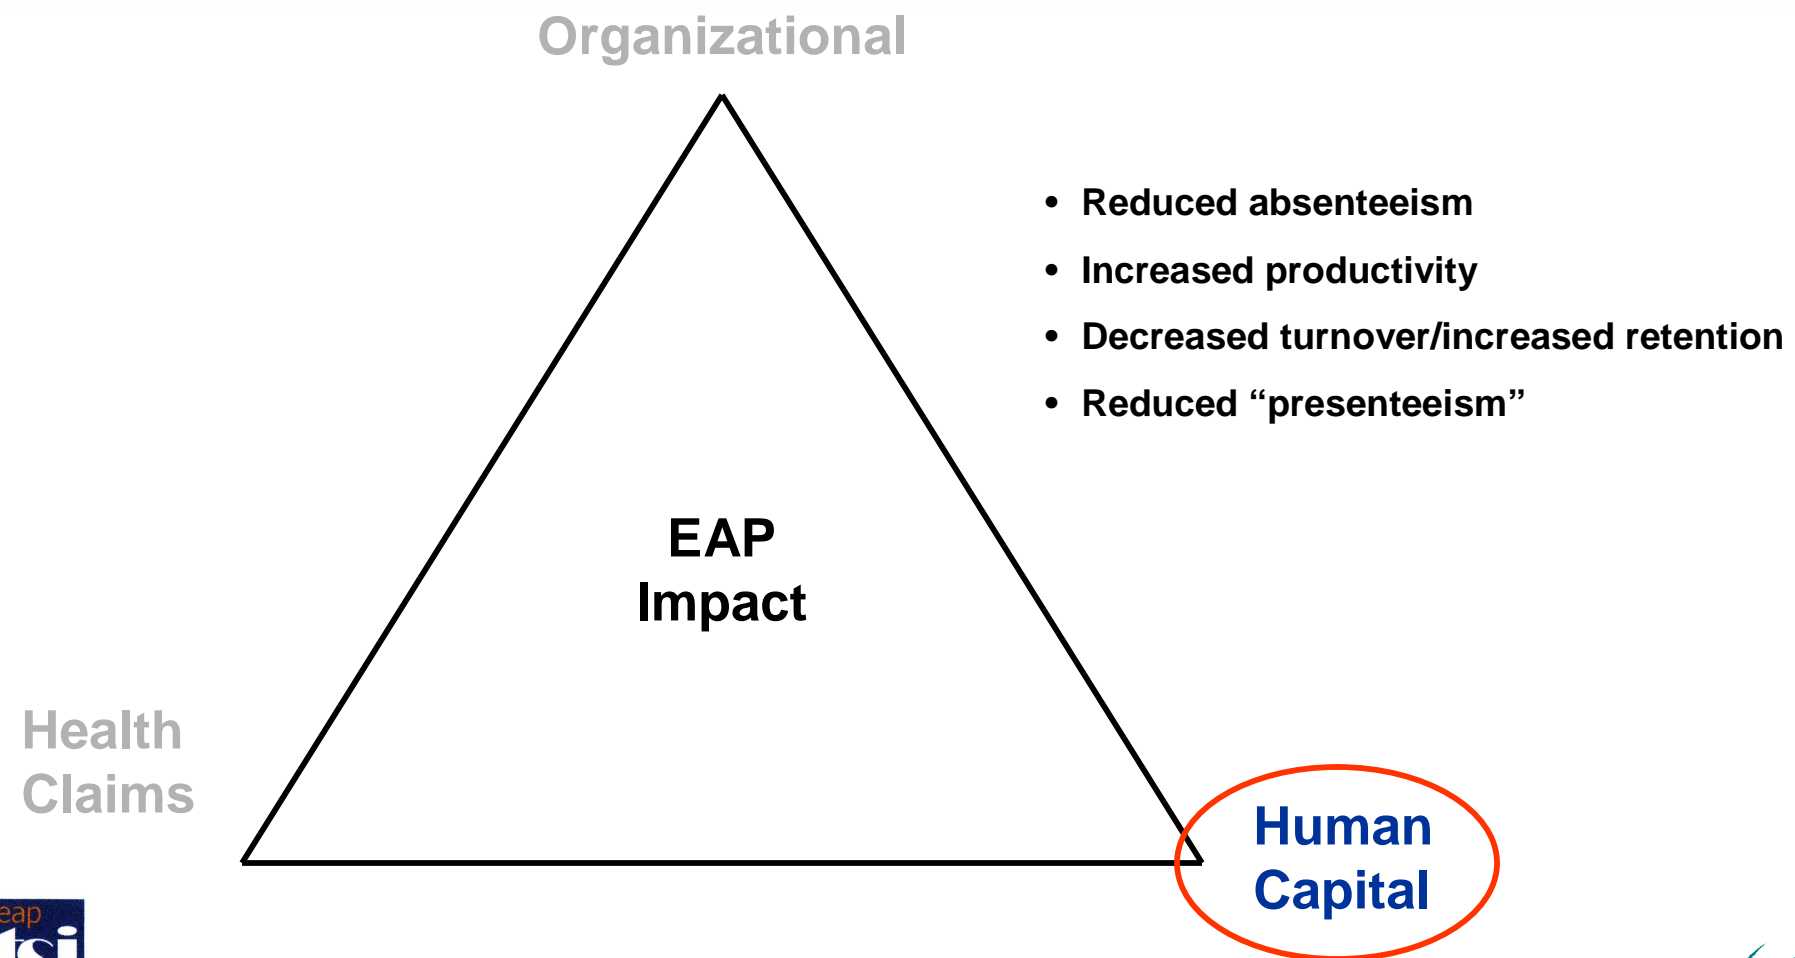 Organizational
• Reduced absenteeism
• Increased productivity
• Decreased turnover/increased retention
• Reduced “presenteeism”
EAP
Impact
Health
Claims
Human
Capital
eap